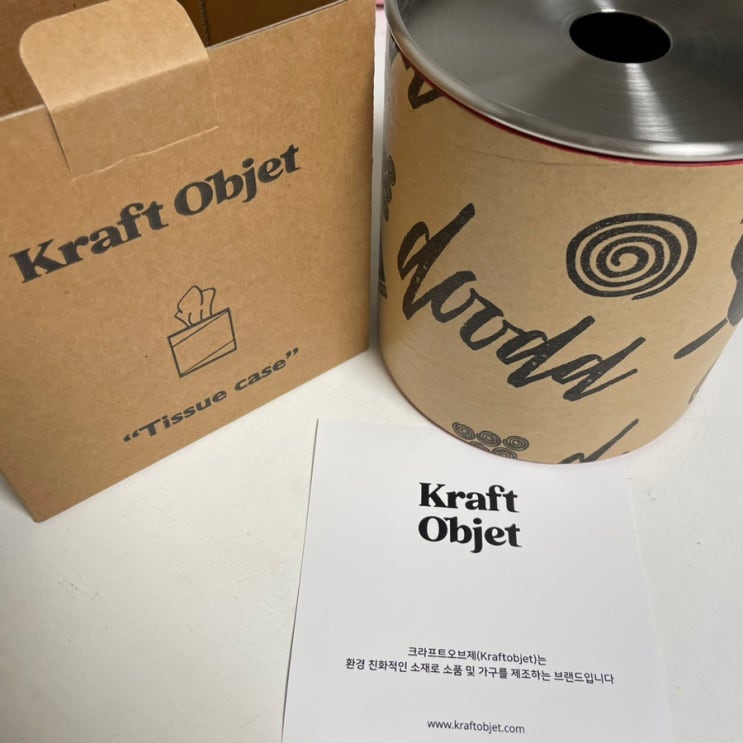 Kraft Objet
“Tissue case”
doodd
Kraft
Objet
크라프트오브제(Kraftobjet)는
환경 친화적인 소재로 소품 및 가구를 제조하는 브랜드입니다
www.kraftobjet.com